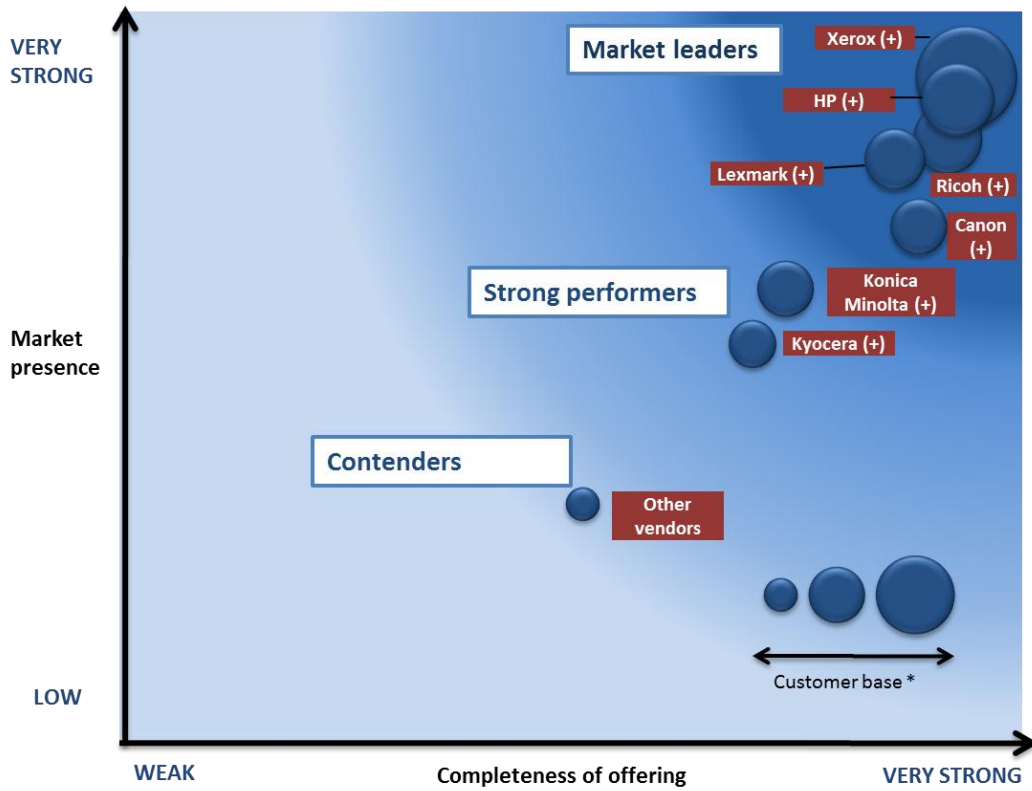 VERY
STRONG
Market leaders
Xerox (+)
HP (+)
Lexmark (+)
Ricoh (+)
Canon
(+)
Strong performers
Konica
Minolta (+)
Market
presence
Kyocera (+)
Contenders
Other
vendors
Customer base *
LOW
WEAK
Completeness of offering
VERY STRONG